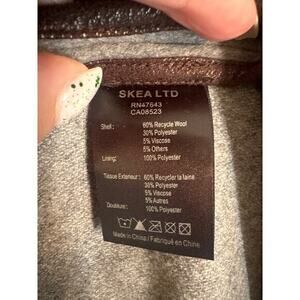 SKEA LTD
RN47643
CA08523
Shell: 60% Recycle Wool
30% Polyester
5% Viscose
5% Others
Lining: 100% Polyester
Tissue Exterieur: 60% Recycler la laine
30% Polyester
5% Viscose
5% Autres
Doublure: 100% Polyester
Made in China / Fabriqué en China